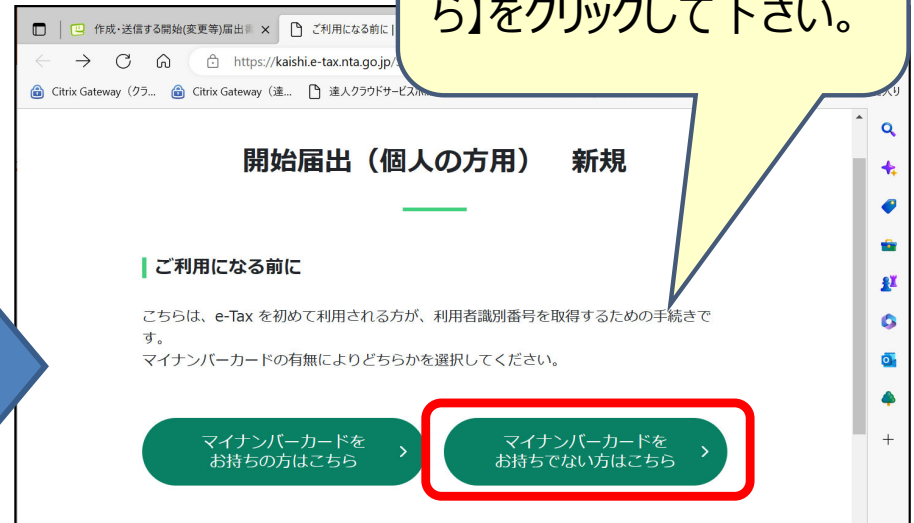 ら】をクリックして下さい。
作成・送信する開始(変更等)届出
ご利用になる前に
https://kaishi.e-tax.nta.go.jp/
Citrix Gateway（クラ...
Citrix Gateway（達...
達人クラウドサービスホ
入り
開始届出（個人の方用）　新規
ご利用になる前に
こちらは、e-Tax を初めて利用される方が、利用者識別番号を取得するための手続きで
す。
マイナンバーカードの有無によりどちらかを選択してください。
マイナンバーカードを
お持ちの方はこちら
マイナンバーカードを
お持ちでない方はこちら